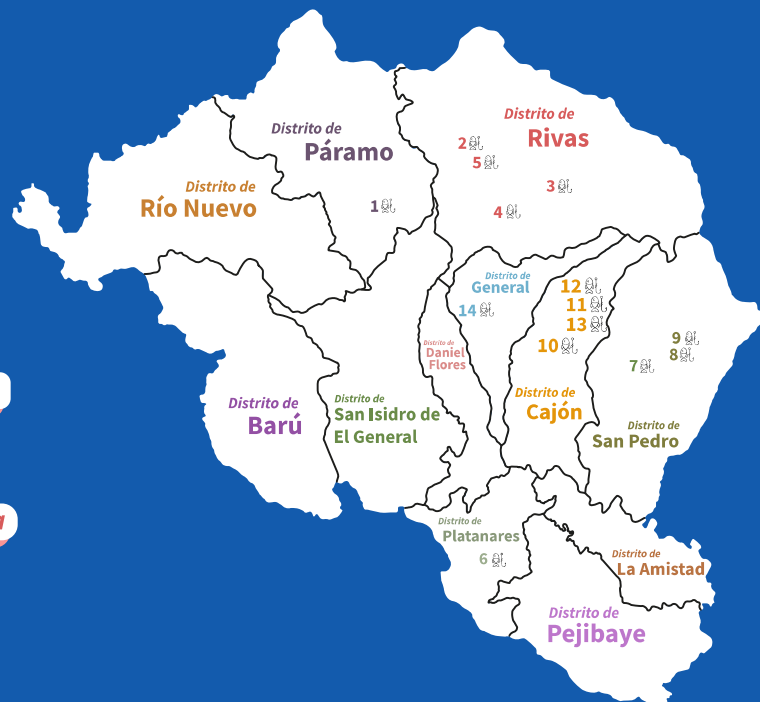 Distrito de
Páramo
1
Distrito de
Rivas
2
5
3
4
Distrito de
Río Nuevo
Distrito de
General
14
12
11
13
10
Distrito de
Cajón
9
8
7
Distrito de
San Pedro
Distrito de
Daniel
Flores
Distrito de
Barú
Distrito de
San Isidro de
El General
Distrito de
Platanares
6
Distrito de
La Amistad
Distrito de
Pejibaye